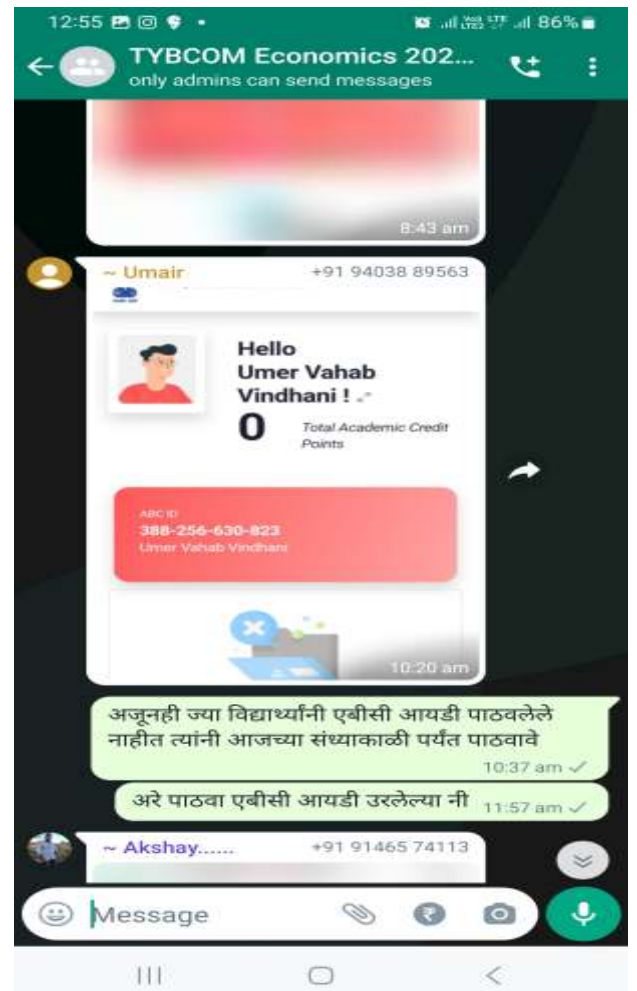 12:55
86%
TYBCOM Economics 202...
only admins can send messages
8:43 am
~ Umair +91 94038 89563
Hello
Umer Vahab
Vindhani !
0 Total Academic Credit
Points
ABC ID
388-256-630-823
Umer Vahab Vindhani
10:20 am
अजूनही ज्या विद्यार्थ्यांनी एबीसी आयडी पाठवलेले
नाहीत त्यांनी आजच्या संध्याकाळी पर्यंत पाठवावे
10:37 am
अरे पाठवा एबीसी आयडी उरलेल्या नी 11:57 am
~ Akshay...... +91 91465 74113
Message